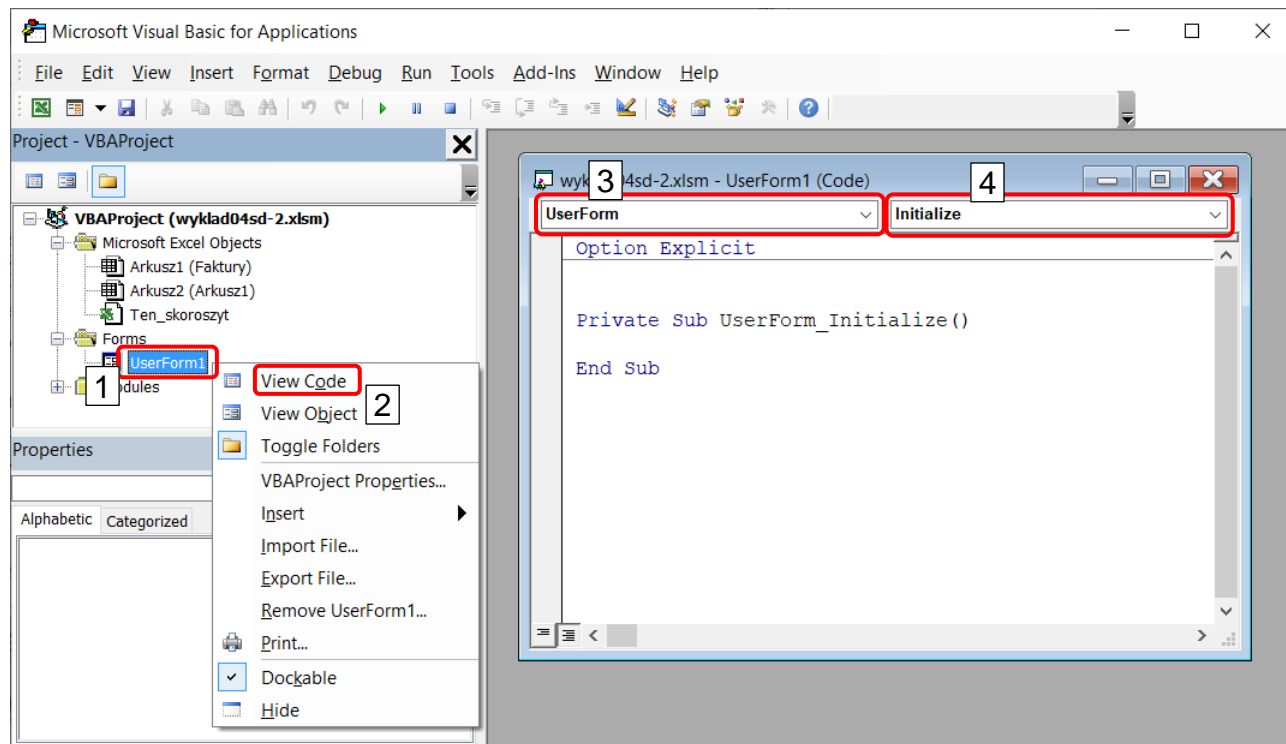 Microsoft Visual Basic for Applications
File Edit View Insert Format Debug Run Tools Add-Ins Window Help
Project - VBAProject
VBAProject (wyklad04sd-2.xlsm)
Microsoft Excel Objects
Arkusz1 (Faktury)
Arkusz2 (Arkusz1)
Ten_skoroszyt
Forms
UserForm1
1
dules
View Code
2
View Object
Toggle Folders
VBAProject Properties...
Insert
Import File...
Export File...
Remove UserForm1...
Print...
Dockable
Hide
Properties
Alphabetic Categorized
3
4
wyk 4sd-2.xlsm - UserForm1 (Code)
UserForm Initialize
Option Explicit
Private Sub UserForm_Initialize()
End Sub